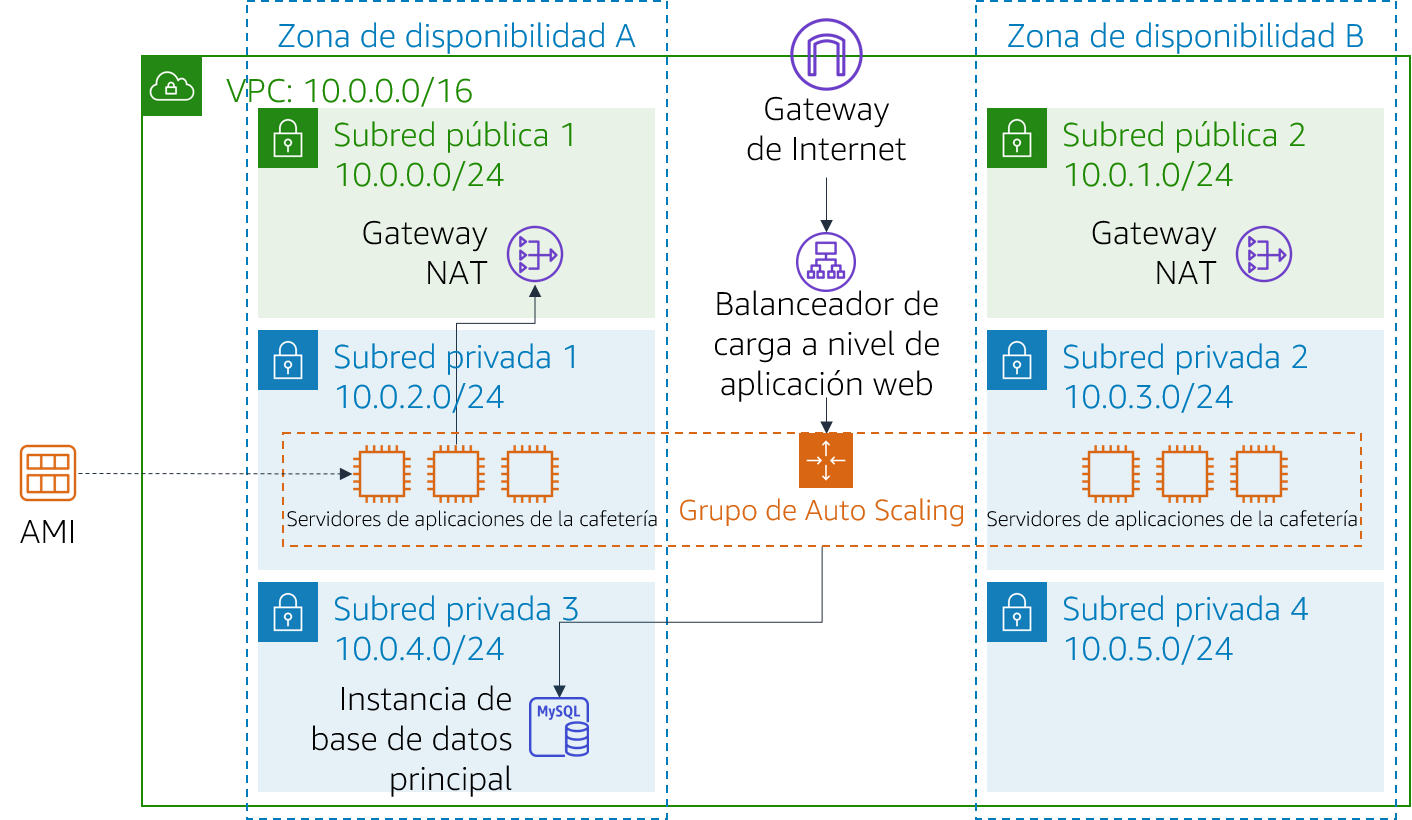 Zona de disponibilidad A
Zona de disponibilidad B
VPC: 10.0.0.0/16
Gateway
de Internet
Subred pública 1
10.0.0.0/24
Gateway
NAT
Subred pública 2
10.0.1.0/24
Gateway
NAT
Balanceador de
carga a nivel de
aplicación web
Subred privada 1
10.0.2.0/24
Subred privada 2
10.0.3.0/24
AMI
Servidores de aplicaciones de la cafetería
Grupo de Auto Scaling
Servidores de aplicaciones de la cafetería
Subred privada 3
10.0.4.0/24
Instancia de
base de datos
principal
MySQL
Subred privada 4
10.0.5.0/24